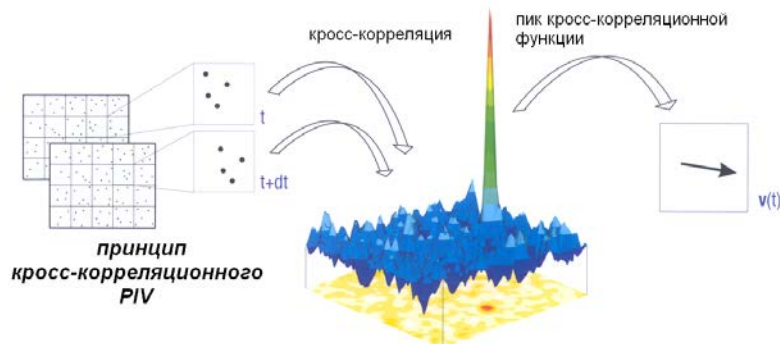 кросс-корреляция
пик кросс-корреляционной
функции
t
t+dt
v(t)
принцип
кросс-корреляционного
PIV